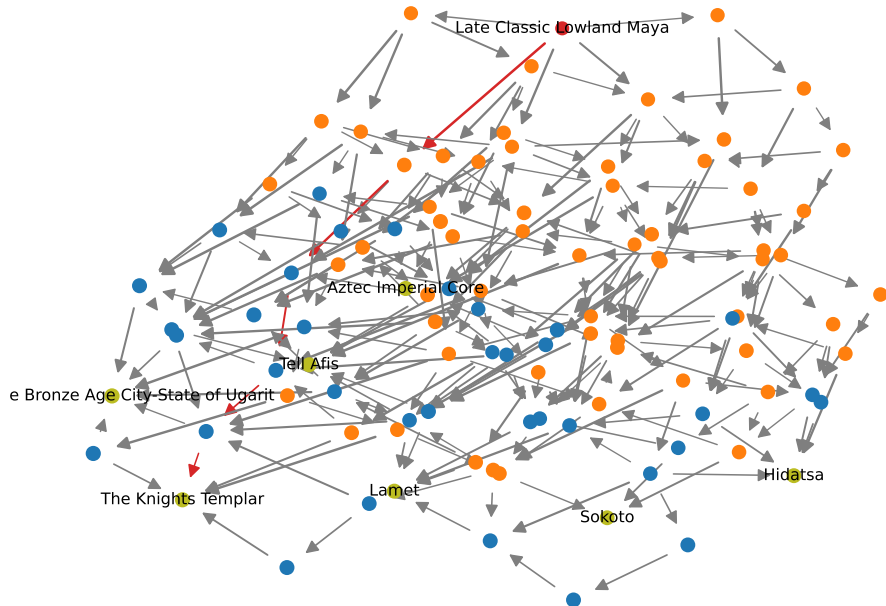 Late Classic Lowland Maya
Aztec Imperial Core
Tell Afis
e Bronze Age City-State of Ugarit
The Knights Templar
Lamet
Hidatsa
Sokoto